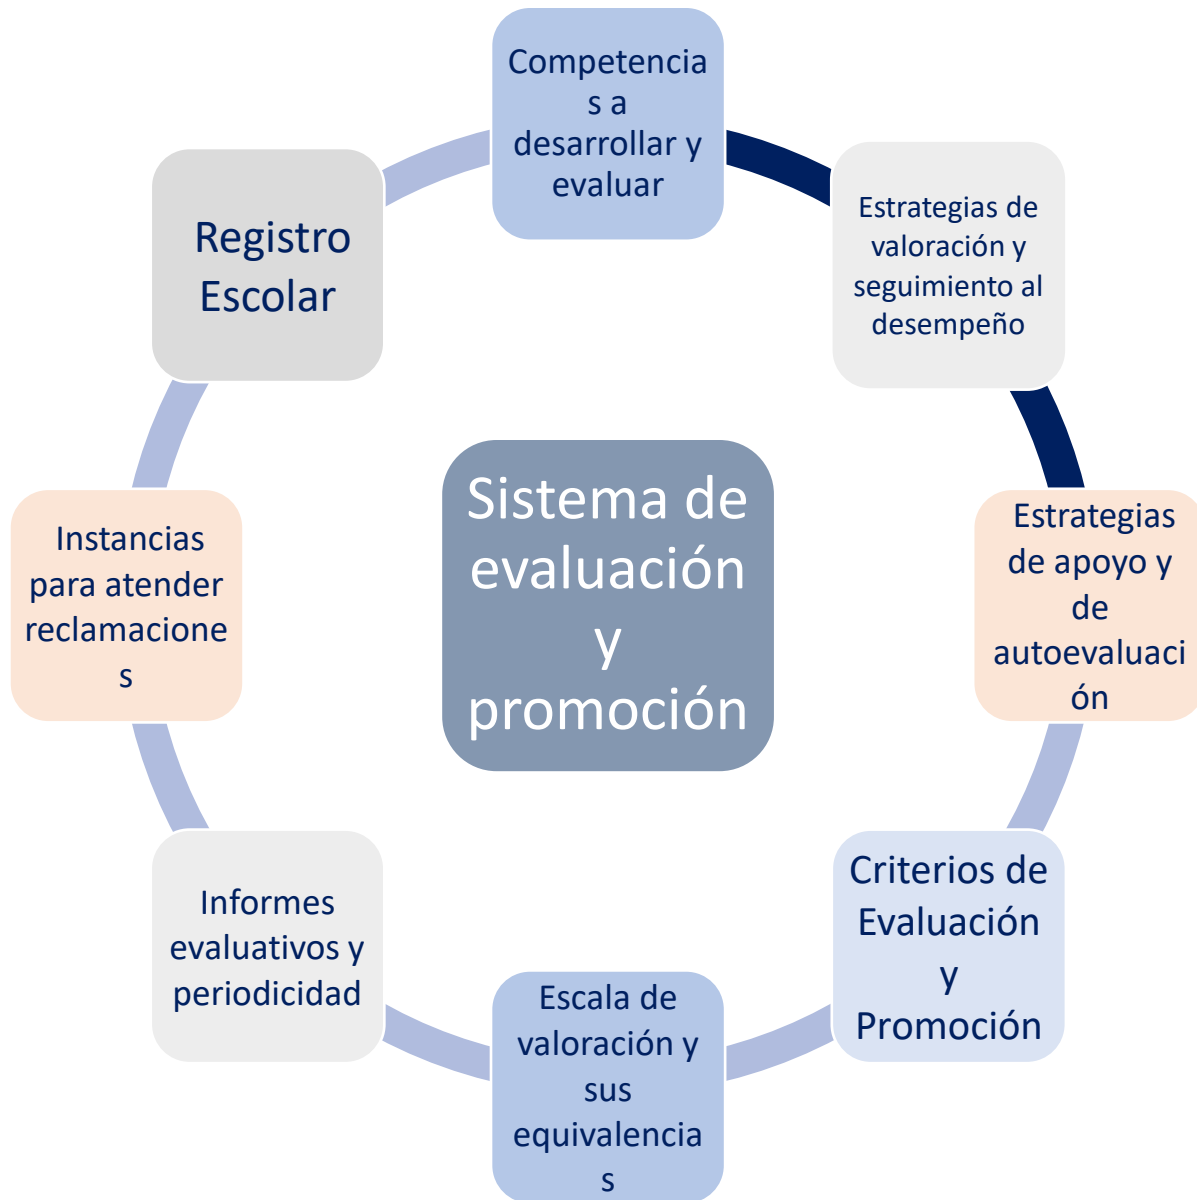 Competencia
s a
desarrollar y
evaluar
Estrategias de
valoración y
seguimiento al
desempeño
Estrategias
de apoyo y
de
autoevaluaci
ón
Criterios de
Evaluación
y
Promoción
Escala de
valoración y
sus
equivalencia
s
Informes
evaluativos y
periodicidad
Instancias
para atender
reclamacione
s
Registro
Escolar
Sistema de
evaluación
y
promoción